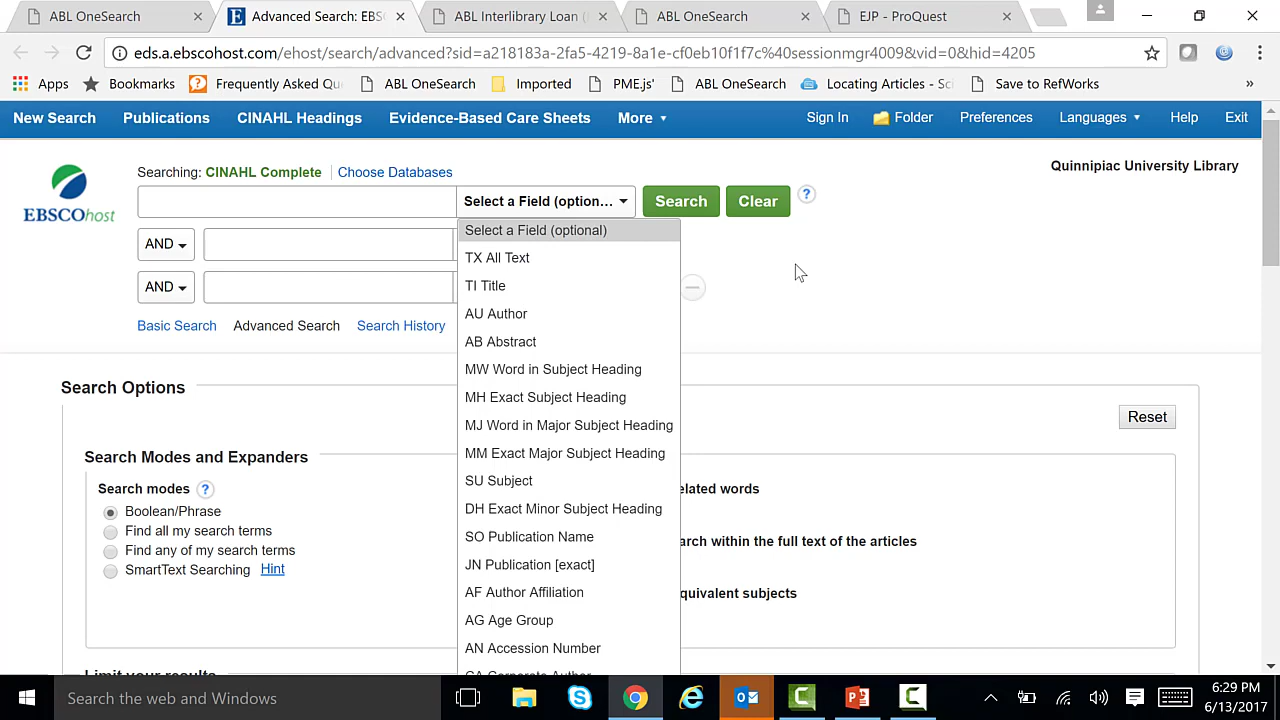 ABL OneSearch
Advanced Search: EBSC
ABL Interlibrary Loan (A
ABL OneSearch
EJP - ProQuest
eds.a.ebscohost.com/ehost/search/advanced?sid=a218183a-2fa5-4219-8a1e-cf0eb10f1f7c%40sessionmgr4009&vid=0&hid=4205
Apps Bookmarks Frequently Asked Qu ABL OneSearch Imported PME.js' ABL OneSearch Locating Articles - Sci Save to RefWorks »
New Search Publications CINAHL Headings Evidence-Based Care Sheets More Sign In Folder Preferences Languages Help Exit
Quinnipiac University Library
Searching: CINAHL Complete Choose Databases
EBSCOhost
Select a Field (option... Search Clear ?
AND
AND
Basic Search Advanced Search Search History
Select a Field (optional)
TX All Text
TI Title
AU Author
AB Abstract
MW Word in Subject Heading
MH Exact Subject Heading
MJ Word in Major Subject Heading
MM Exact Major Subject Heading
SU Subject
DH Exact Minor Subject Heading
SO Publication Name
JN Publication [exact]
AF Author Affiliation
AG Age Group
AN Accession Number
CA Corporate Author
Search Options
Reset
Search Modes and Expanders
Search modes ?
Boolean/Phrase
Find all my search terms
Find any of my search terms
SmartText Searching Hint
elated words
arch within the full text of the articles
quivalent subjects
Limit your results
Search the web and Windows
6:29 PM
6/13/2017